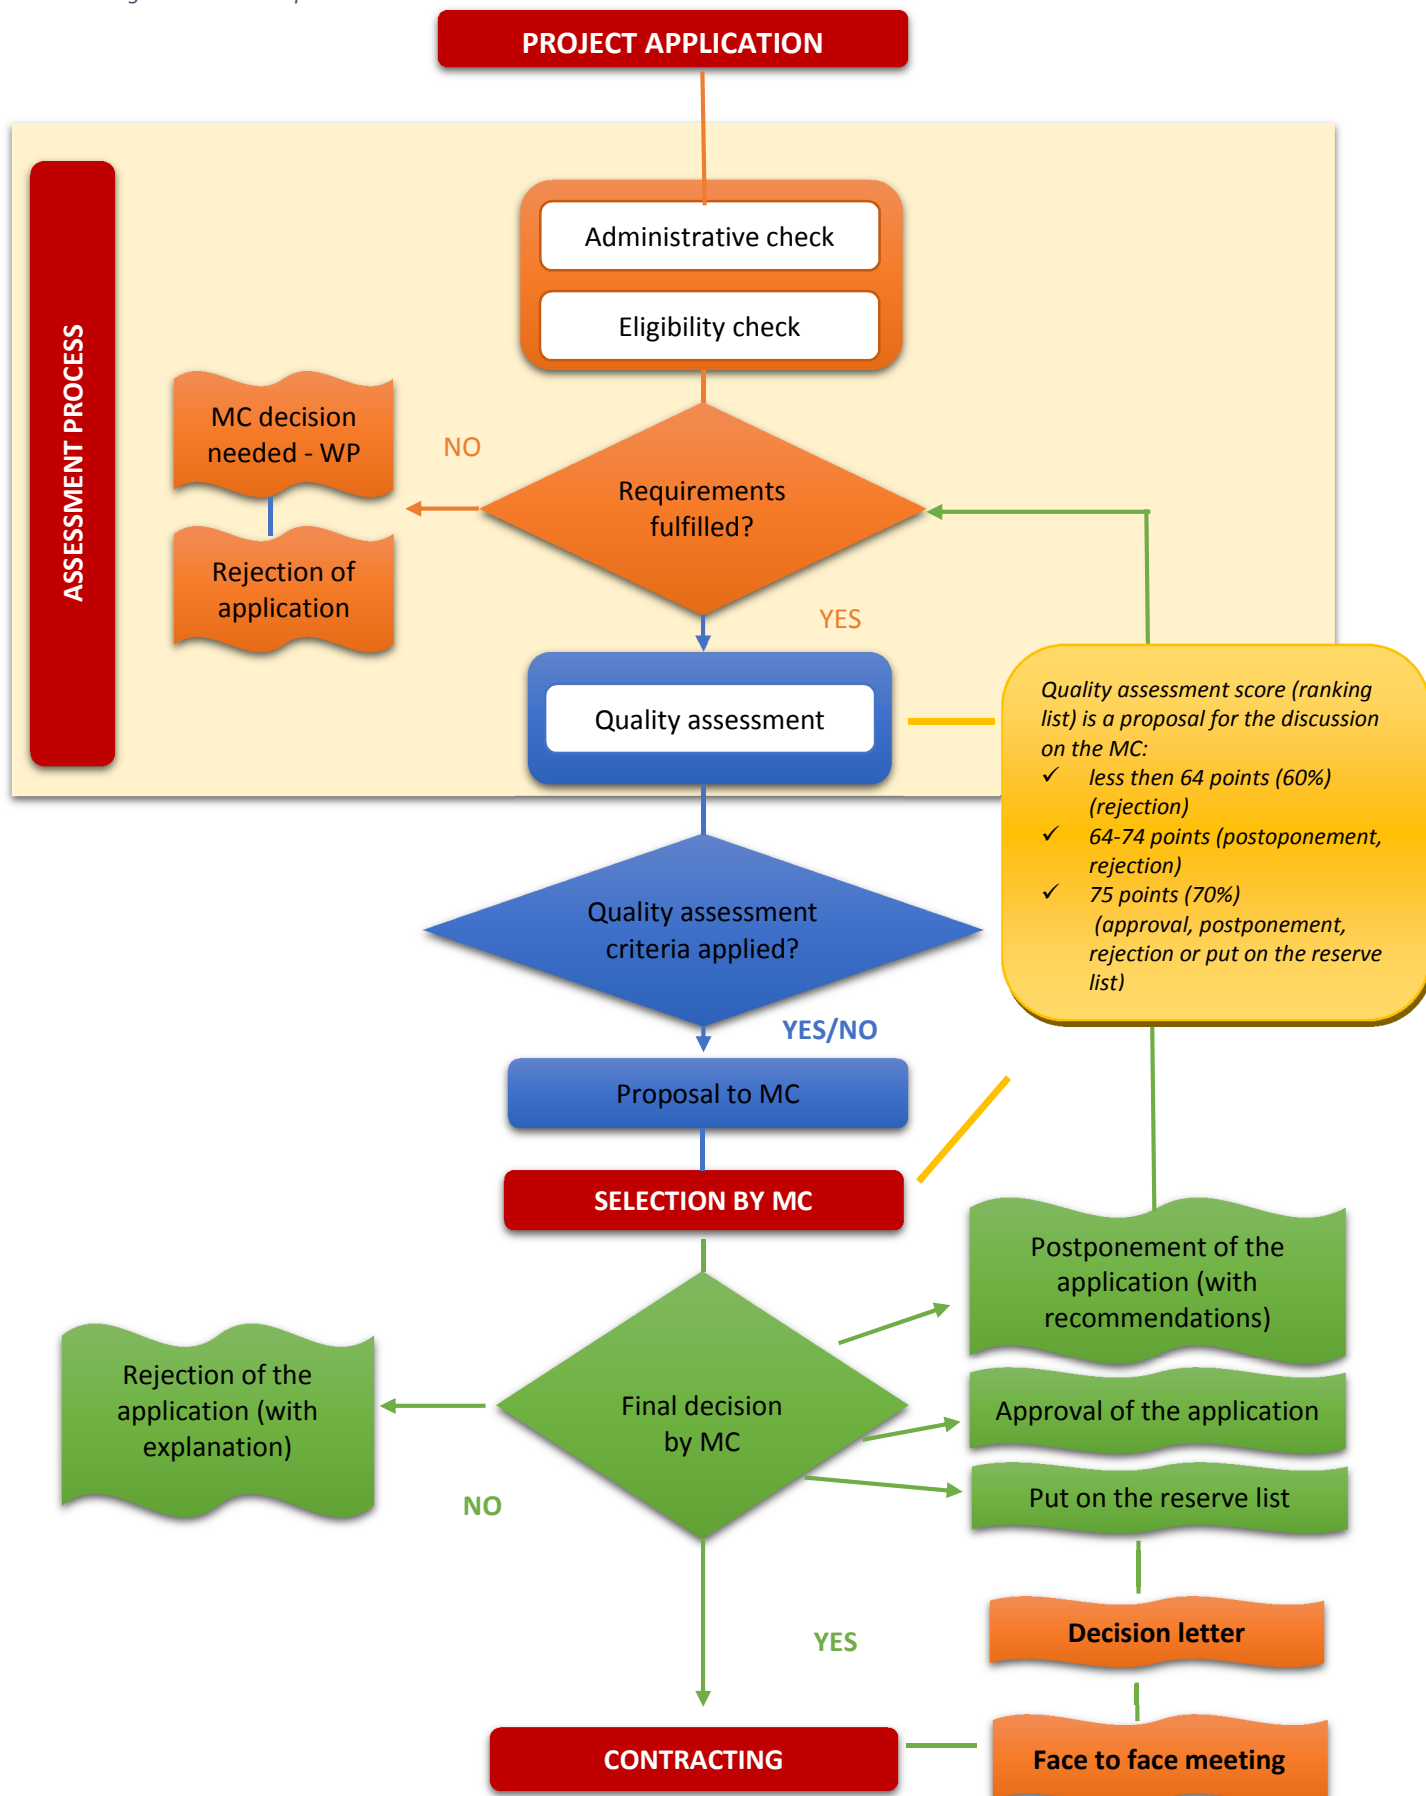 PROJECT APPLICATION
ASSESSMENT PROCESS
Administrative check
Eligibility check
MC decision
needed - WP
NO
Requirements
fulfilled?
Rejection of
application
YES
Quality assessment
Quality assessment score (ranking
list) is a proposal for the discussion
on the MC:
✓ less then 64 points (60%)
(rejection)
✓ 64-74 points (postoponement,
rejection)
✓ 75 points (70%)
(approval, postponement,
rejection or put on the reserve
list)
Quality assessment
criteria applied?
YES/NO
Proposal to MC
SELECTION BY MC
Postponement of the
application (with
recommendations)
Rejection of the
application (with
explanation)
Final decision
by MC
Approval of the application
Put on the reserve list
NO
YES
Decision letter
CONTRACTING
Face to face meeting